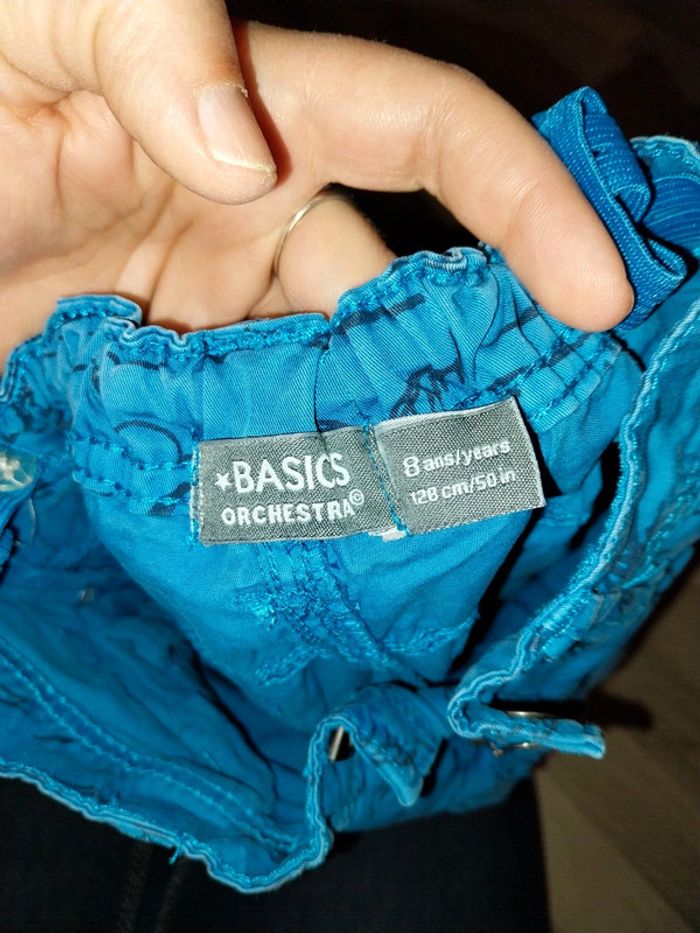 ★BASICS
ORCHESTRA©
8 ans/years
128 cm/50 in